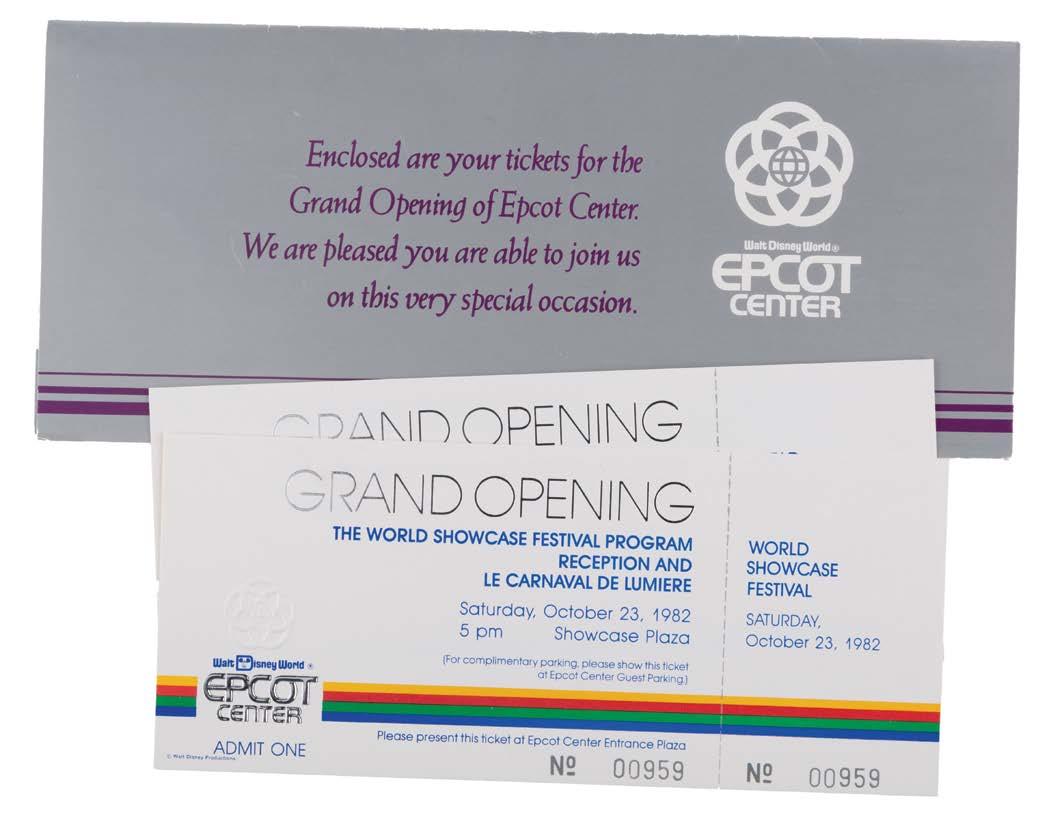 Enclosed are your tickets for the
Grand Opening of Epcot Center.
We are pleased you are able to join us
on this very special occasion.
Walt Disney World ®
EPCOT
CENTER
GRAND OPENING
GRAND OPENING
THE WORLD SHOWCASE FESTIVAL PROGRAM
RECEPTION AND
LE CARNAVAL DE LUMIERE
Saturday, October 23, 1982
5 pm Showcase Plaza
(For complimentary parking, please show this ticket
at Epcot Center Guest Parking.)
Walt Disney World ®
EPCOT
CENTER
ADMIT ONE
© Walt Disney Productions
Please present this ticket at Epcot Center Entrance Plaza
Nº 00959
WORLD
SHOWCASE
FESTIVAL
SATURDAY,
October 23, 1982
Nº 00959